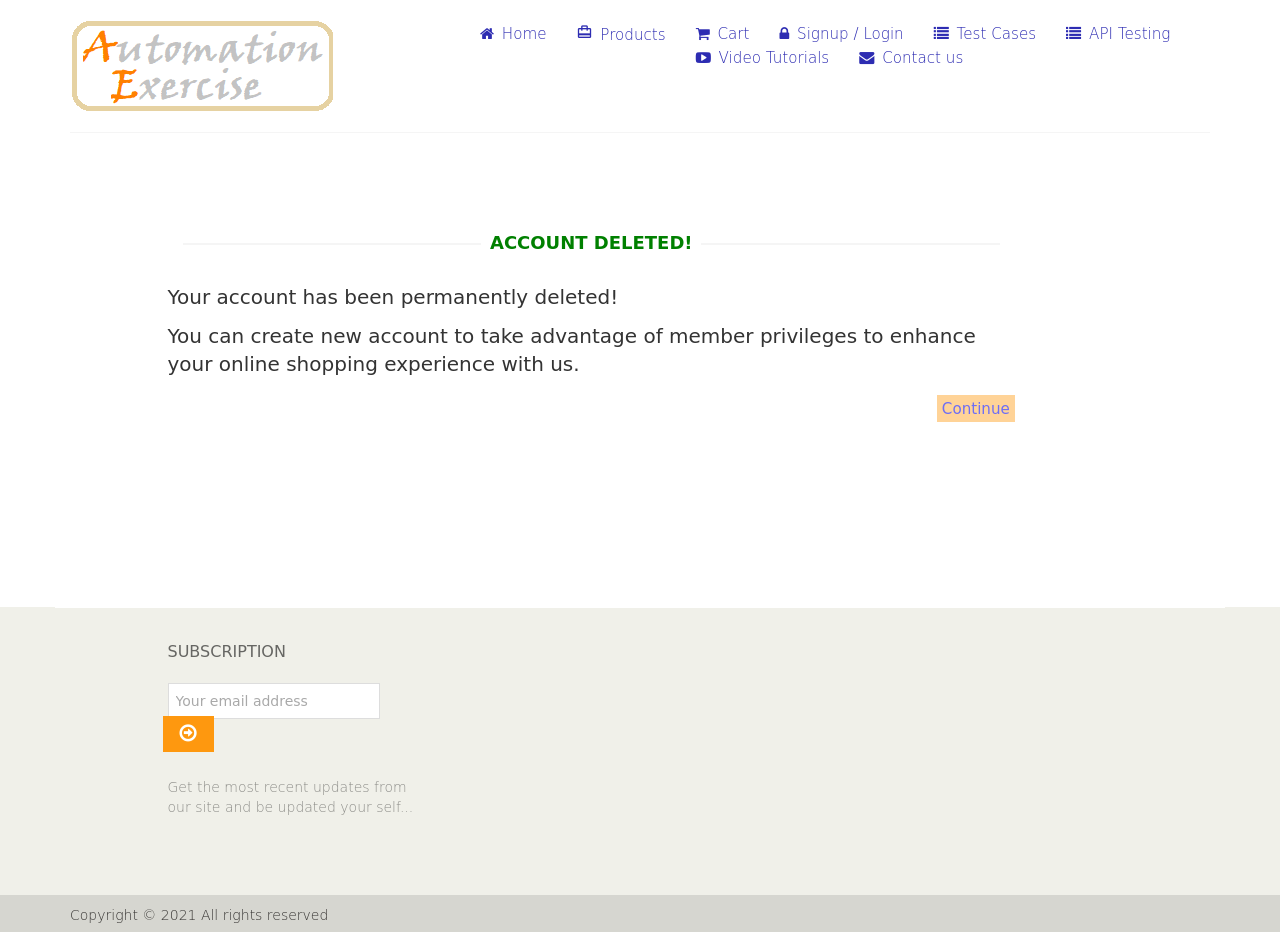 Automation
Exercise
Home
Products
Cart
Signup / Login
Test Cases
API Testing
Video Tutorials
Contact us
ACCOUNT DELETED!
Your account has been permanently deleted!
You can create new account to take advantage of member privileges to enhance
your online shopping experience with us.
Continue
SUBSCRIPTION
Your email address
Get the most recent updates from
our site and be updated your self...
Copyright © 2021 All rights reserved